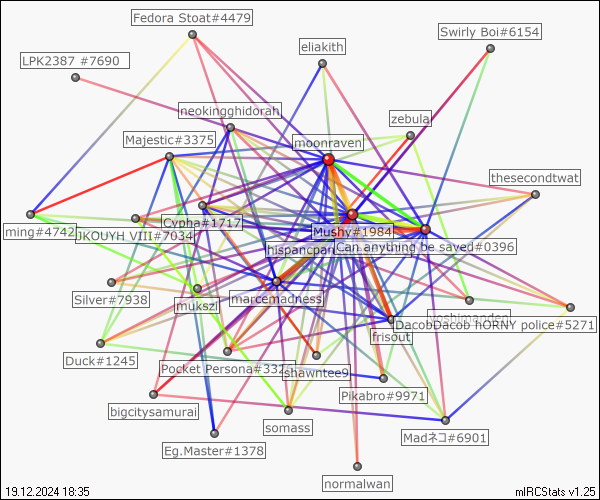 Fedora Stoat#4479
Swirly Boi#6154
eliakith
LPK2387 #7690
neokingghidorah
zebula
Majestic#3375
moonraven
thesecondtwat
ming#4742
Cypha#1717
Mushy#1984
JKOUYH VIII#7034
hispancpan
Can anything be saved#0396
Silver#7938
mukszi
marcemadness
yoshimanden
DacobDacob hORNY police#5271
frisout
Duck#1245
Pocket Persona#332
shawntee9
Pikabro#9971
bigcitysamurai
somass
Madネコ#6901
Eg.Master#1378
normalwan
19.12.2024 18:35
mIRCStats v1.25